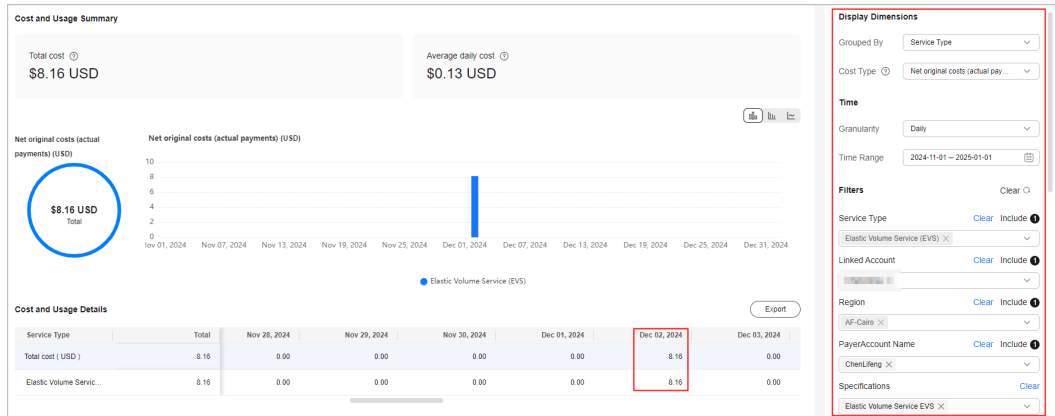 Cost and Usage Summary
Total cost
$8.16 USD
Average daily cost
$0.13 USD
Net original costs (actual
payments) (USD)
$8.16 USD
Total
Net original costs (actual payments) (USD)
10
8
6
4
2
0
lov 01, 2024 Nov 07, 2024 Nov 13, 2024 Nov 19, 2024 Nov 25, 2024 Dec 01, 2024 Dec 07, 2024 Dec 13, 2024 Dec 19, 2024 Dec 25, 2024 Dec 31, 2024
Elastic Volume Service (EVS)
Cost and Usage Details
Export
Service Type Total Nov 28, 2024 Nov 29, 2024 Nov 30, 2024 Dec 01, 2024 Dec 02, 2024 Dec 03, 2024
Total cost ( USD ) 8.16 0.00 0.00 0.00 0.00 8.16 0.00
Elastic Volume Servic... 8.16 0.00 0.00 0.00 0.00 8.16 0.00
Display Dimensions
Grouped By Service Type
Cost Type Net original costs (actual pay...
Time
Granularity Daily
Time Range 2024-11-01 — 2025-01-01
Filters Clear
Service Type Clear Include 1
Elastic Volume Service (EVS) ×
Linked Account Clear Include 1
Region Clear Include 1
AF-Cairo ×
PayerAccount Name Clear Include 1
ChenLifeng ×
Specifications Clear
Elastic Volume Service EVS ×